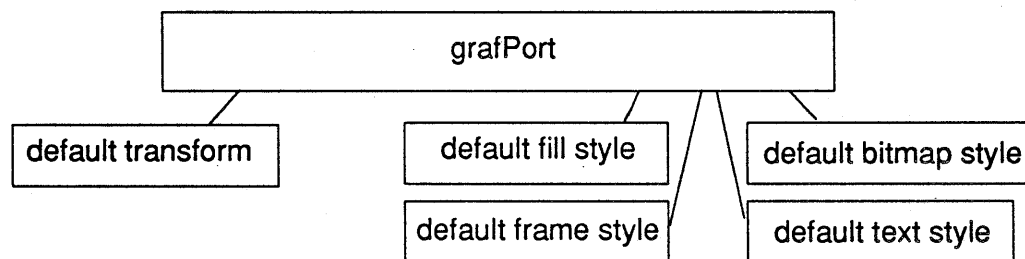 grafPort
default transform
default fill style
default bitmap style
default frame style
default text style